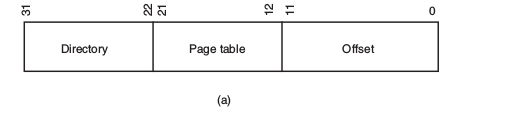 31 22 21 12 11 0
Directory Page table Offset
(a)